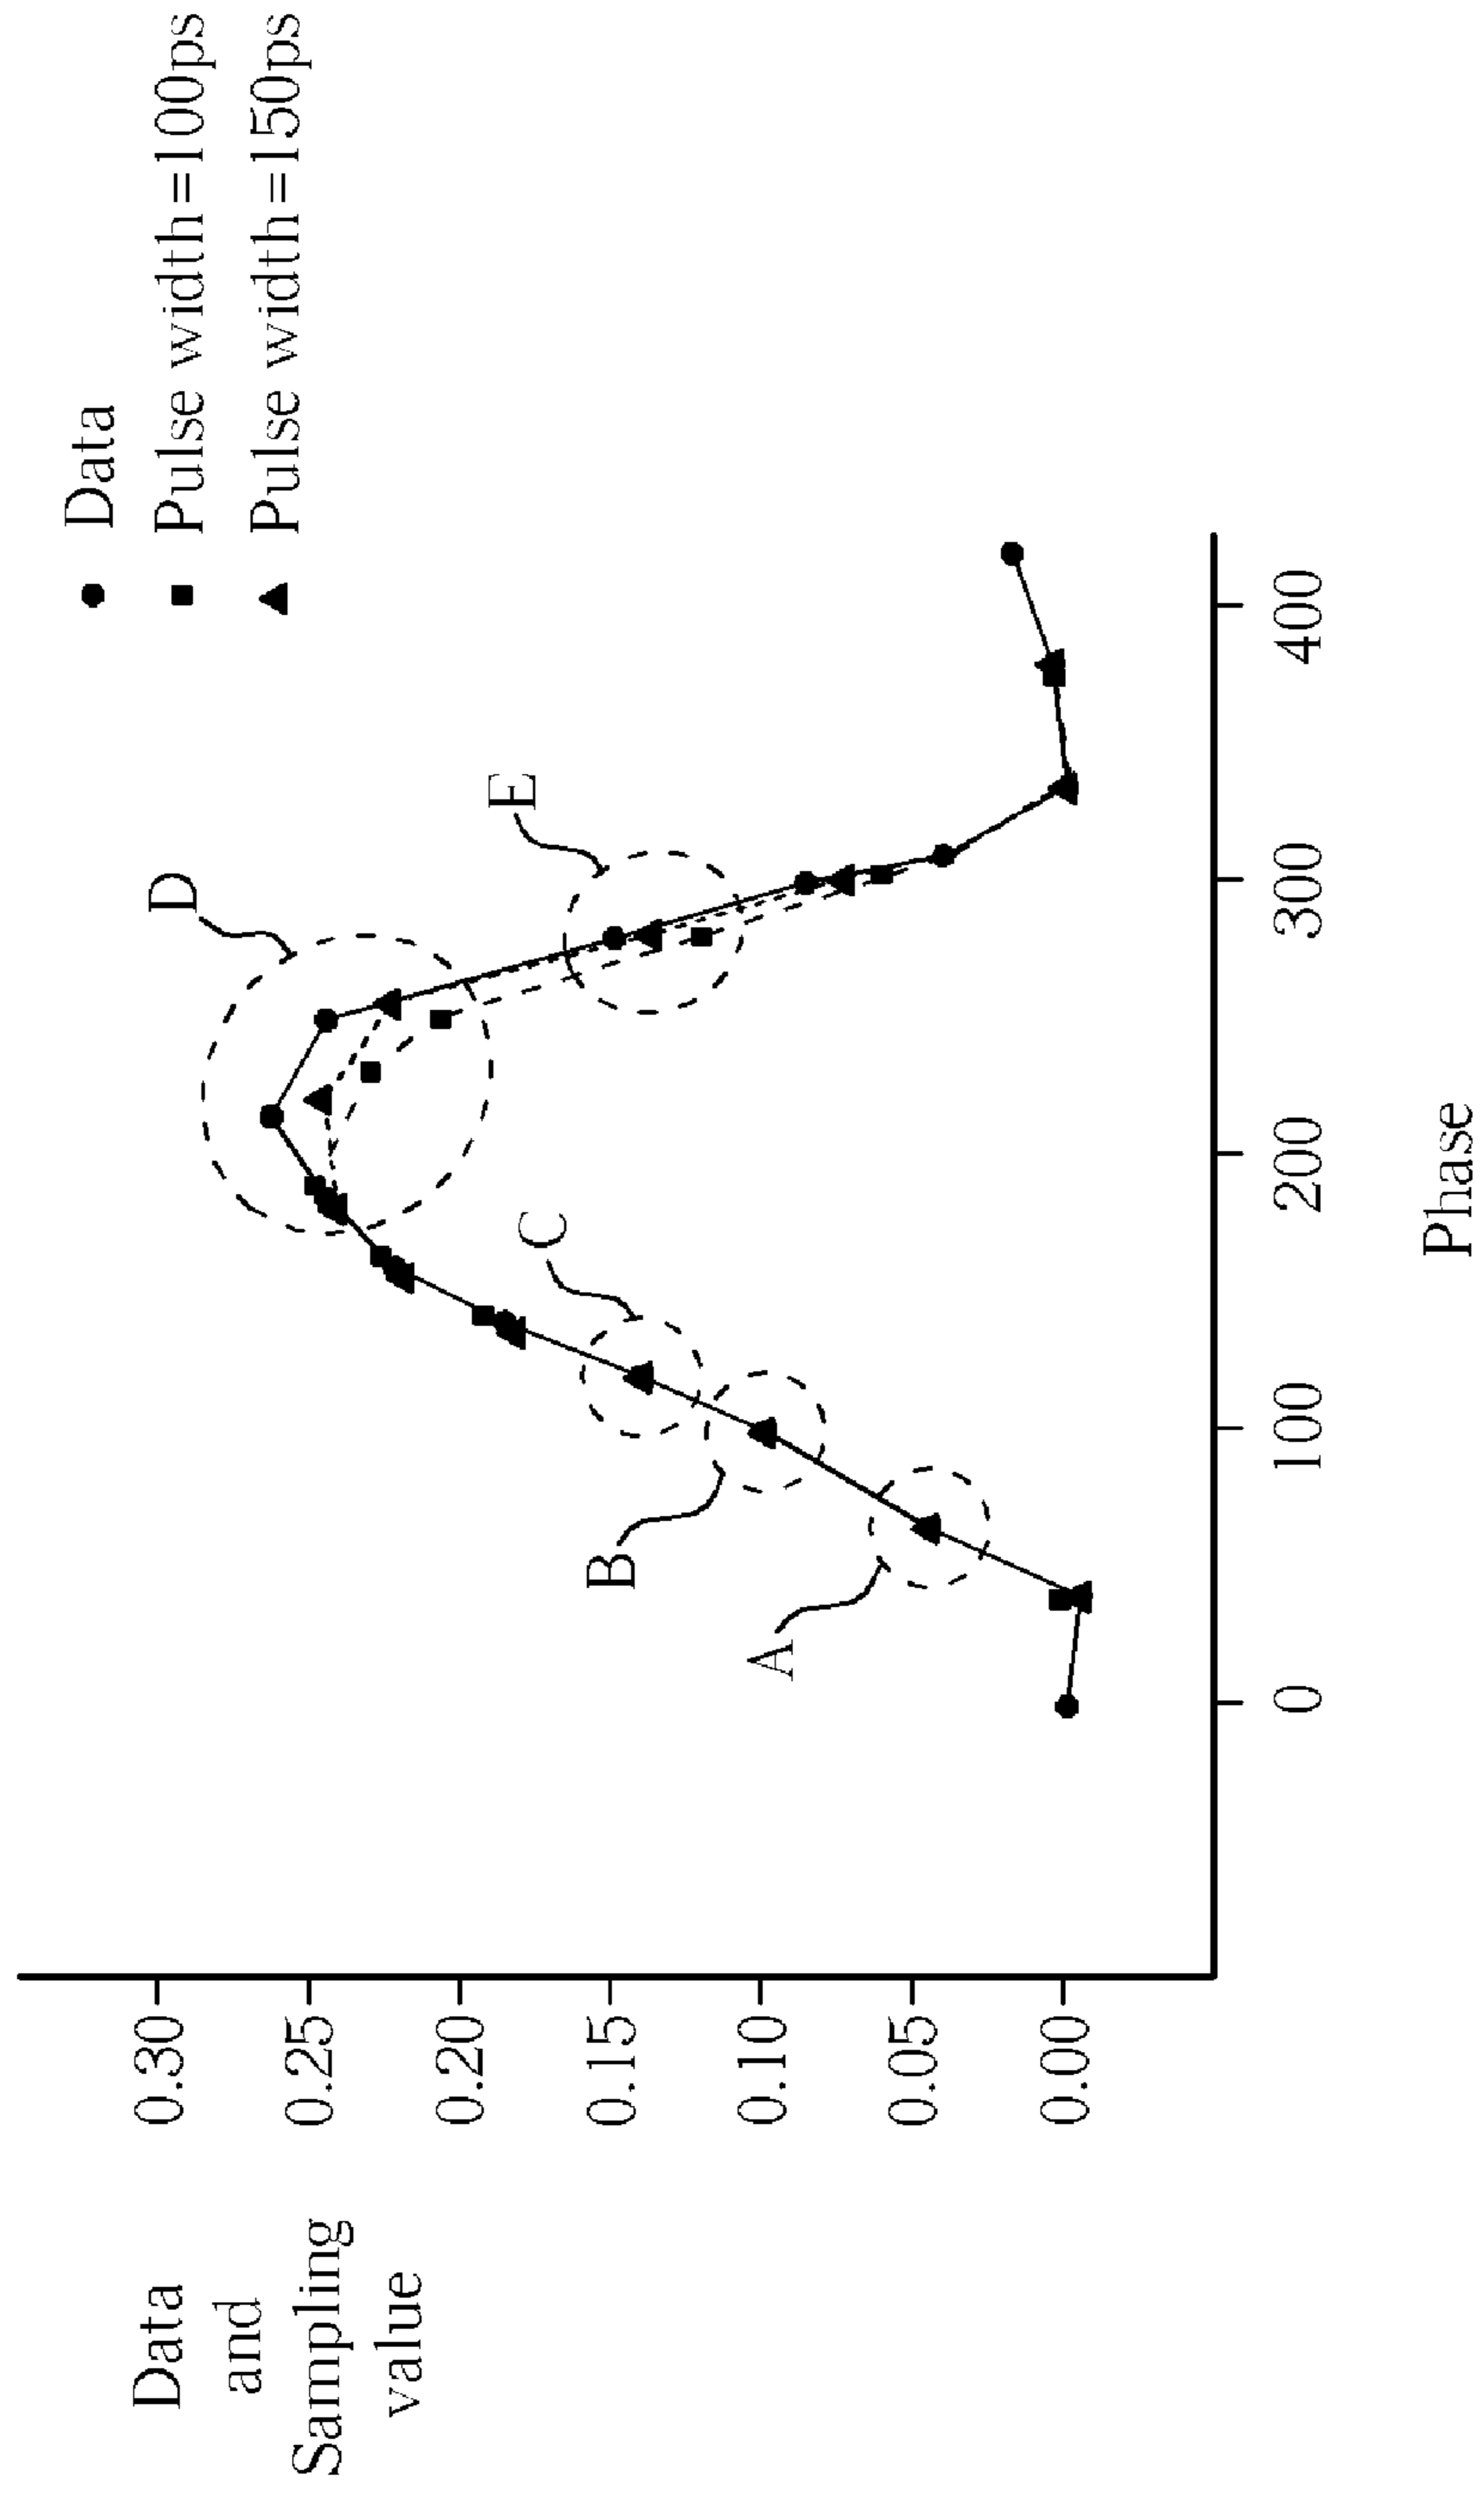 Data
and
Sampling
value
0.30
0.25
0.20
0.15
0.10
0.05
0.00
● Data
■ Pulse width=100ps
▲ Pulse width=150ps
A
B
C
D
E
0
100
200
300
400
Phase